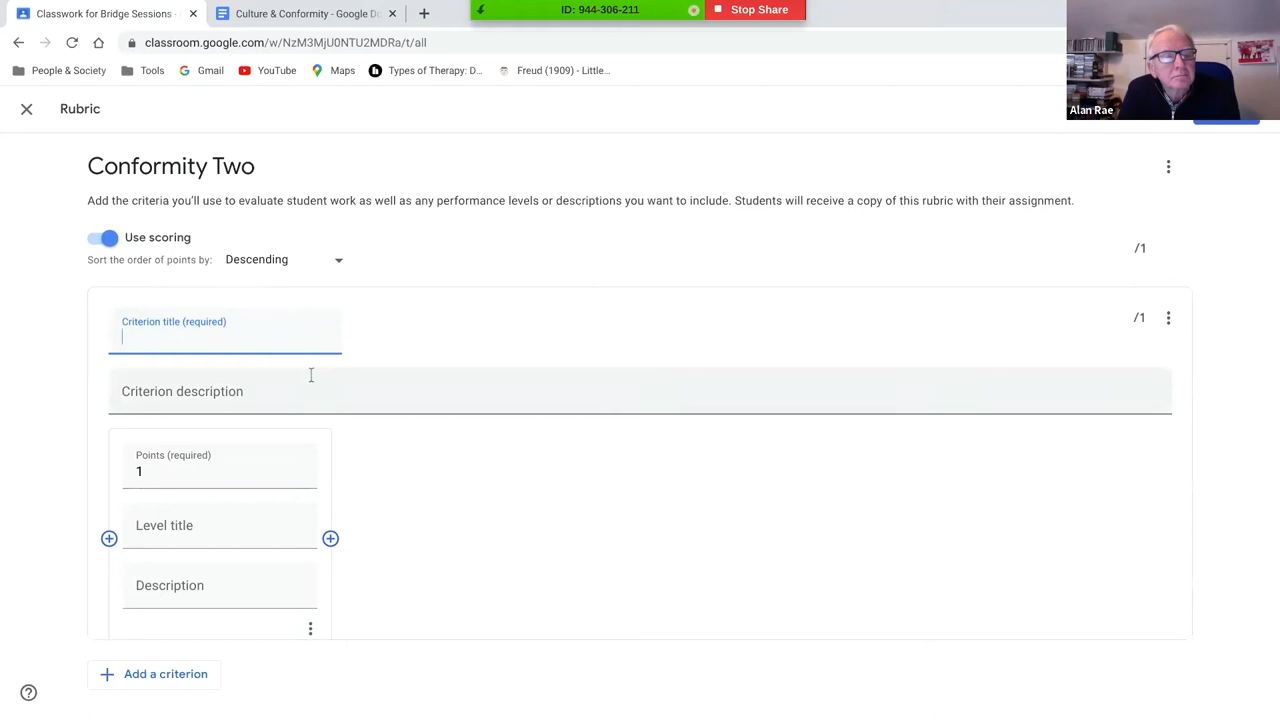 Classwork for Bridge Sessions
Culture & Conformity - Google Do
ID: 944-306-211
Stop Share
classroom.google.com/w/NzM3MjU0NTU2MDRa/t/all
People & Society
Tools
Gmail
YouTube
Maps
Types of Therapy: D...
Freud (1909) - Little...
Alan Rae
Rubric
Conformity Two
Add the criteria you'll use to evaluate student work as well as any performance levels or descriptions you want to include. Students will receive a copy of this rubric with their assignment.
Use scoring
/1
Sort the order of points by: Descending
Criterion title (required)
/1
Criterion description
Points (required)
1
Level title
Description
Add a criterion